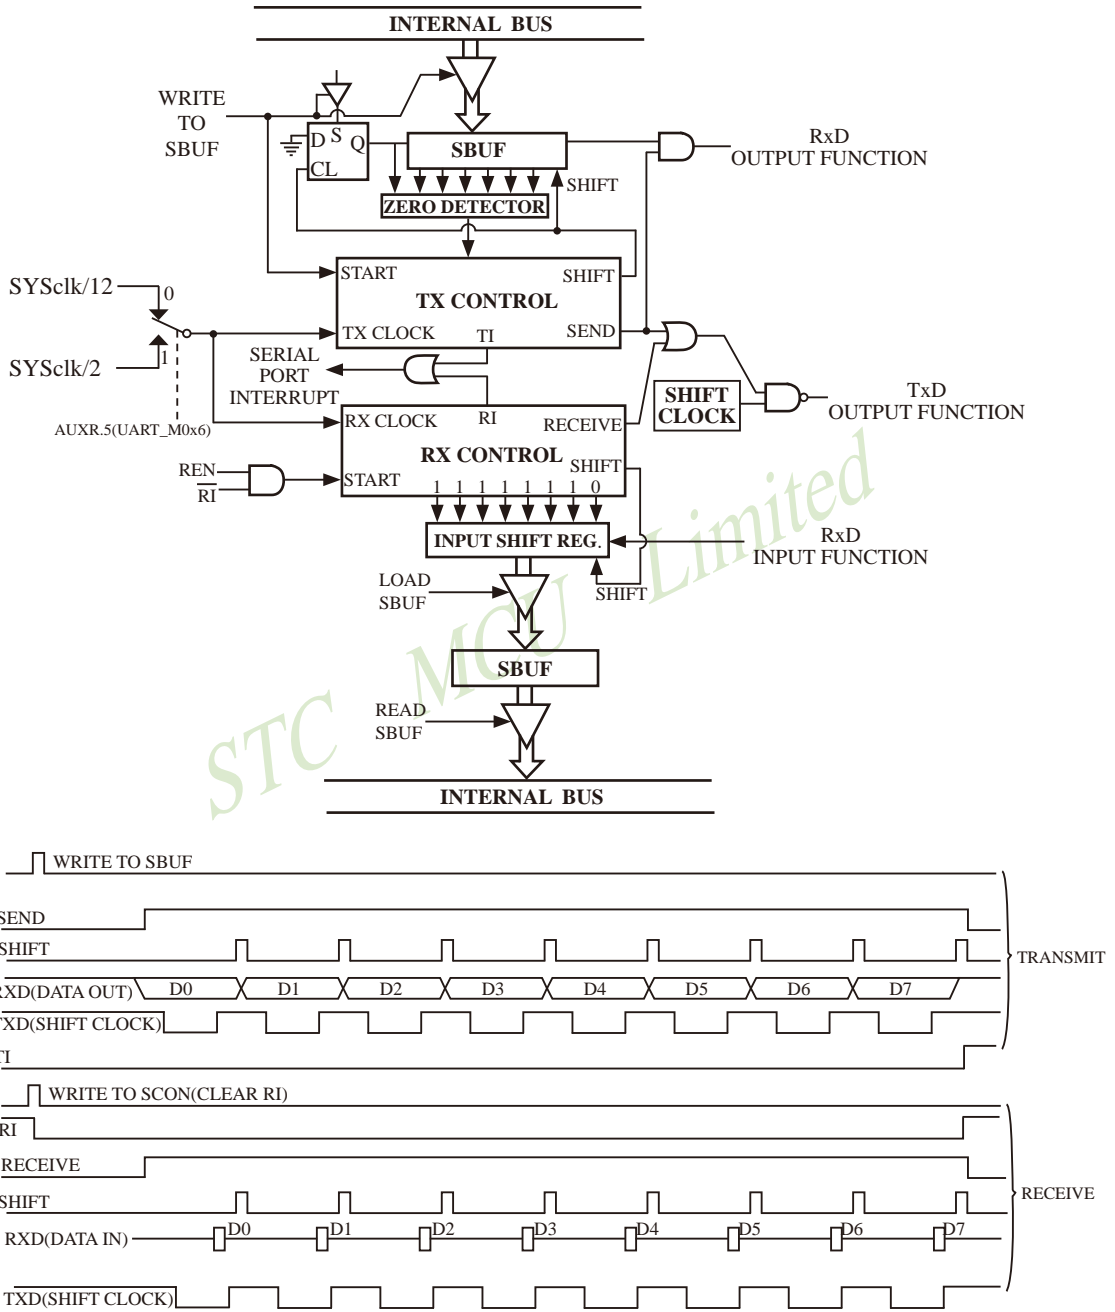 INTERNAL BUS
WRITE
TO
SBUF
D S Q
CL
SBUF
RxD
OUTPUT FUNCTION
SHIFT
ZERO DETECTOR
START
SHIFT
TX CONTROL
TX CLOCK
TI
SEND
SYSclk/12
0
SYSclk/2
1
SERIAL
PORT
INTERRUPT
AUXR.5(UART_M0x6)
SHIFT
CLOCK
TxD
OUTPUT FUNCTION
RX CLOCK
RI
RECEIVE
RX CONTROL
SHIFT
START
1 1 1 1 1 1 1 0
REN
RI
INPUT SHIFT REG.
RxD
INPUT FUNCTION
LOAD
SBUF
SHIFT
SBUF
READ
SBUF
INTERNAL BUS
STC MCU Limited
WRITE TO SBUF
SEND
SHIFT
RXD(DATA OUT) D0 D1 D2 D3 D4 D5 D6 D7
TXD(SHIFT CLOCK)
TI
TRANSMIT
WRITE TO SCON(CLEAR RI)
RI
RECEIVE
SHIFT
RXD(DATA IN) D0 D1 D2 D3 D4 D5 D6 D7
TXD(SHIFT CLOCK)
RECEIVE